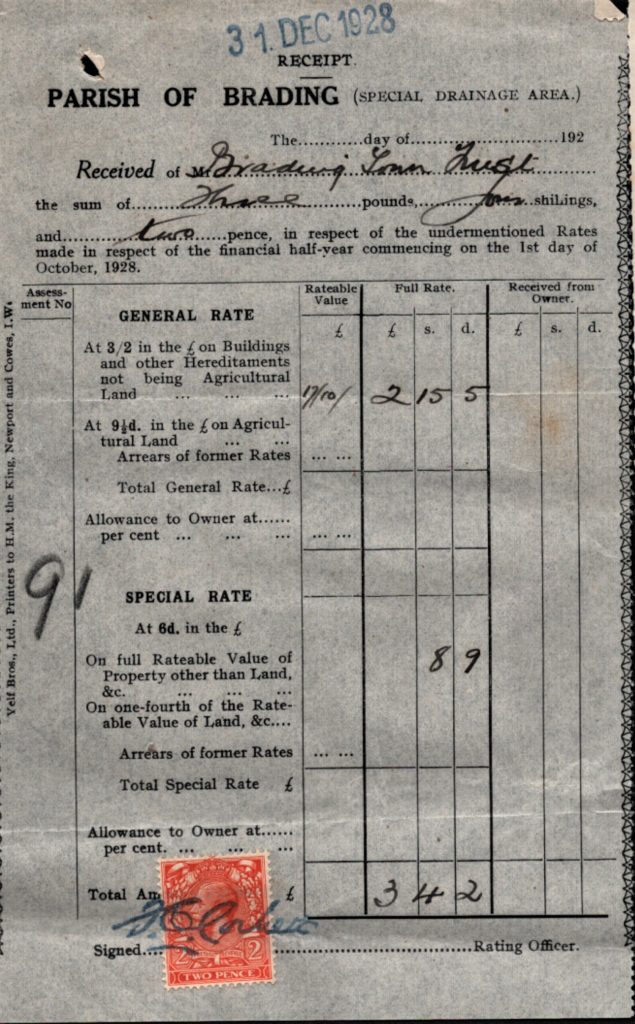 31. DEC 1928
RECEIPT.
PARISH OF BRADING (SPECIAL DRAINAGE AREA.)
The............day of...........................192
Received of M Brading Town Trust
the sum of Three pounds, four shillings,
and two pence, in respect of the undermentioned Rates
made in respect of the financial half-year commencing on the 1st day of
October, 1928.
Assess-
ment No
Rateable
Value
Full Rate.
Received from
Owner.
£ £ s. d. £ s. d.
GENERAL RATE
At 3/2 in the £ on Buildings
and other Hereditaments
not being Agricultural
Land ... ... ... 17/10/ 2 15 5
At 9½d. in the £ on Agricul-
tural Land ... ...
Arrears of former Rates ... ...
Total General Rate...£
Allowance to Owner at......
per cent ... ... ... ... ...
91
SPECIAL RATE
At 6d. in the £
On full Rateable Value of
Property other than Land,
&c. ... ... ... 8 9
On one-fourth of the Rate-
able Value of Land, &c....
Arrears of former Rates ... ...
Total Special Rate £
Allowance to Owner at......
per cent. ... ... ...
Total Am £ 3 4 2
Signed.... Rating Officer.
2 2
TWO PENCE
Yelf Bros., Ltd., Printers to H.M. the King, Newport and Cowes, I.W.